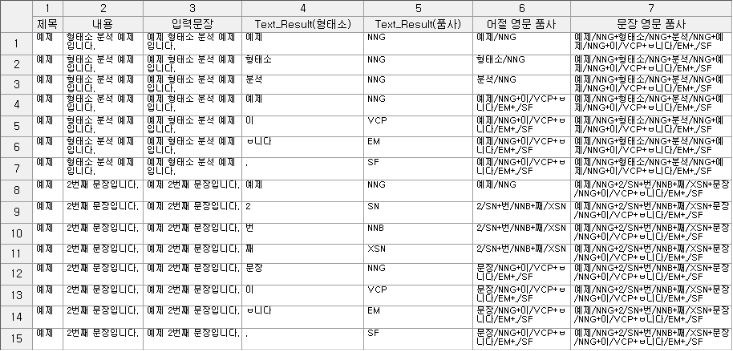 1 2 3 4 5 6 7
제목 내용 입력문장 Text_Result(형태소) Text_Result(품사) 어절 영문 품사 문장 영문 품사
1 예제 형태소 분석 예제 예제 형태소 분석 예제 예제 NNG 예제/NNG 예제/NNG+형태소/NNG+분석/NNG+예
입니다. 입니다. 제/NNG+이/VCP+ㅂ니다/EM+./SF
2 예제 형태소 분석 예제 예제 형태소 분석 예제 형태소 NNG 형태소/NNG 예제/NNG+형태소/NNG+분석/NNG+예
입니다. 입니다. 제/NNG+이/VCP+ㅂ니다/EM+./SF
3 예제 형태소 분석 예제 예제 형태소 분석 예제 분석 NNG 분석/NNG 예제/NNG+형태소/NNG+분석/NNG+예
입니다. 입니다. 제/NNG+이/VCP+ㅂ니다/EM+./SF
4 예제 형태소 분석 예제 예제 형태소 분석 예제 예제 NNG 예제/NNG+이/VCP+ㅂ 예제/NNG+형태소/NNG+분석/NNG+예
입니다. 입니다. 니다/EM+./SF 제/NNG+이/VCP+ㅂ니다/EM+./SF
5 예제 형태소 분석 예제 예제 형태소 분석 예제 이 VCP 예제/NNG+이/VCP+ㅂ 예제/NNG+형태소/NNG+분석/NNG+예
입니다. 입니다. 니다/EM+./SF 제/NNG+이/VCP+ㅂ니다/EM+./SF
6 예제 형태소 분석 예제 예제 형태소 분석 예제 ㅂ니다 EM 예제/NNG+이/VCP+ㅂ 예제/NNG+형태소/NNG+분석/NNG+예
입니다. 입니다. 니다/EM+./SF 제/NNG+이/VCP+ㅂ니다/EM+./SF
7 예제 형태소 분석 예제 예제 형태소 분석 예제 . SF 예제/NNG+이/VCP+ㅂ 예제/NNG+형태소/NNG+분석/NNG+예
입니다. 입니다. 니다/EM+./SF 제/NNG+이/VCP+ㅂ니다/EM+./SF
8 예제 2번째 문장입니다. 예제 2번째 문장입니다. 예제 NNG 예제/NNG 예제/NNG+2/SN+번/NNB+째/XSN+문장
/NNG+이/VCP+ㅂ니다/EM+./SF
9 예제 2번째 문장입니다. 예제 2번째 문장입니다. 2 SN 2/SN+번/NNB+째/XSN 예제/NNG+2/SN+번/NNB+째/XSN+문장
/NNG+이/VCP+ㅂ니다/EM+./SF
10 예제 2번째 문장입니다. 예제 2번째 문장입니다. 번 NNB 2/SN+번/NNB+째/XSN 예제/NNG+2/SN+번/NNB+째/XSN+문장
/NNG+이/VCP+ㅂ니다/EM+./SF
11 예제 2번째 문장입니다. 예제 2번째 문장입니다. 째 XSN 2/SN+번/NNB+째/XSN 예제/NNG+2/SN+번/NNB+째/XSN+문장
/NNG+이/VCP+ㅂ니다/EM+./SF
12 예제 2번째 문장입니다. 예제 2번째 문장입니다. 문장 NNG 문장/NNG+이/VCP+ㅂ 예제/NNG+2/SN+번/NNB+째/XSN+문장
니다/EM+./SF /NNG+이/VCP+ㅂ니다/EM+./SF
13 예제 2번째 문장입니다. 예제 2번째 문장입니다. 이 VCP 문장/NNG+이/VCP+ㅂ 예제/NNG+2/SN+번/NNB+째/XSN+문장
니다/EM+./SF /NNG+이/VCP+ㅂ니다/EM+./SF
14 예제 2번째 문장입니다. 예제 2번째 문장입니다. ㅂ니다 EM 문장/NNG+이/VCP+ㅂ 예제/NNG+2/SN+번/NNB+째/XSN+문장
니다/EM+./SF /NNG+이/VCP+ㅂ니다/EM+./SF
15 예제 2번째 문장입니다. 예제 2번째 문장입니다. . SF 문장/NNG+이/VCP+ㅂ 예제/NNG+2/SN+번/NNB+째/XSN+문장
니다/EM+./SF /NNG+이/VCP+ㅂ니다/EM+./SF